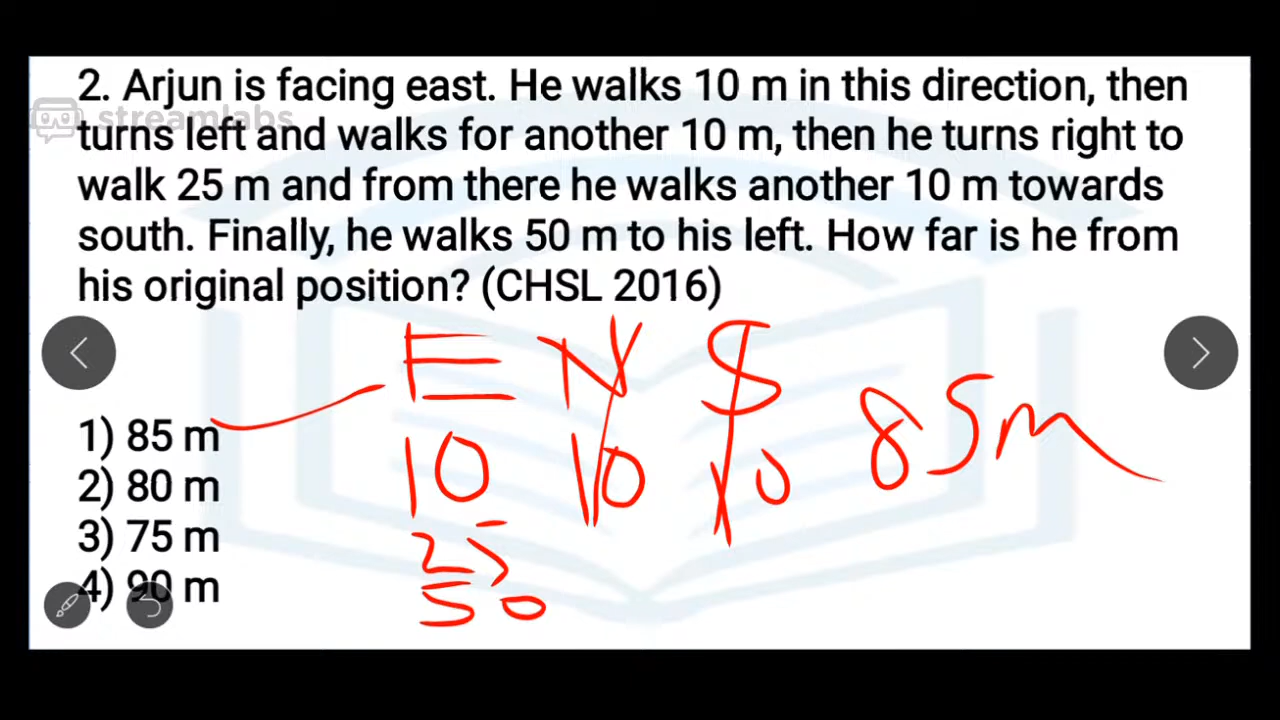 2. Arjun is facing east. He walks 10 m in this direction, then
streamlabs
turns left and walks for another 10 m, then he turns right to
walk 25 m and from there he walks another 10 m towards
south. Finally, he walks 50 m to his left. How far is he from
his original position? (CHSL 2016)
E N S
1) 85 m
10 10 10 85m
2) 80 m
3) 75 m
25
4) 90 m
50